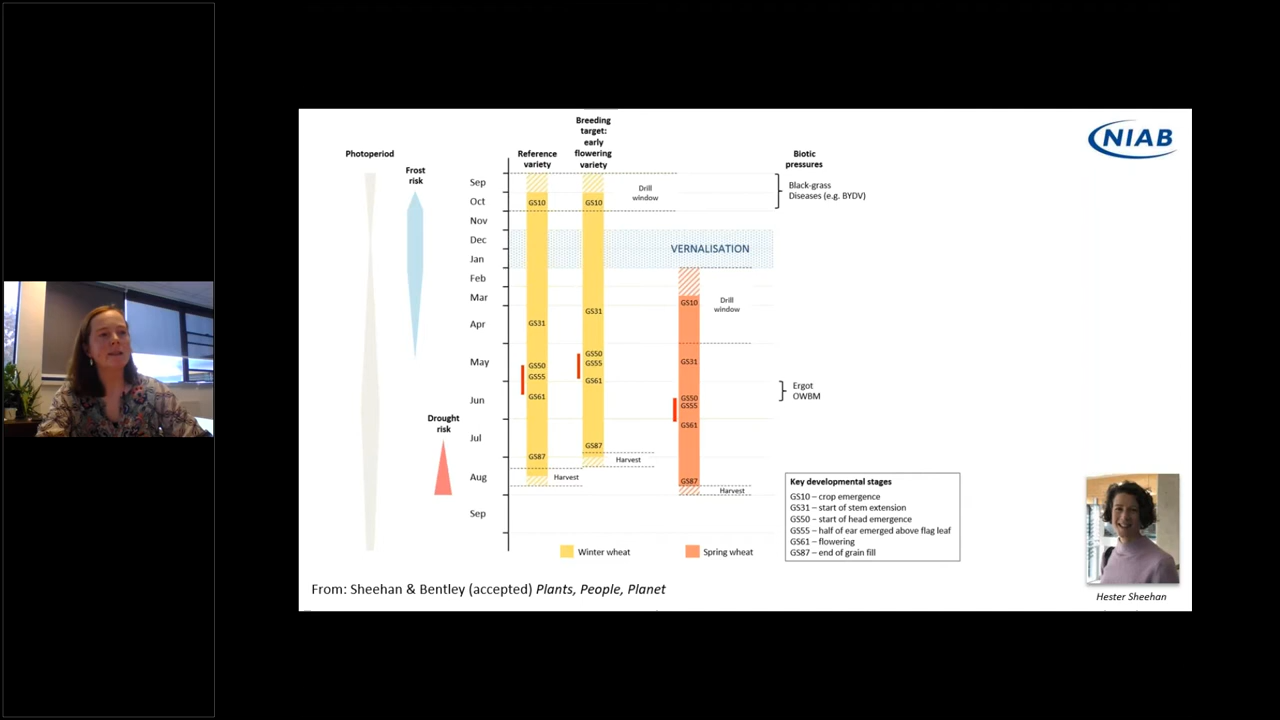 NIAB
Photoperiod
Frost
risk
Drought
risk
Reference
variety
Breeding
target:
early
flowering
variety
Biotic
pressures
Sep
Oct
Nov
Dec
Jan
Feb
Mar
Apr
May
Jun
Jul
Aug
Sep
GS10
GS31
GS50
GS55
GS61
GS87
Harvest
GS10
GS31
GS50
GS55
GS61
GS87
Harvest
Drill
window
VERNALISATION
GS10
GS31
GS50
GS55
GS61
GS87
Harvest
Drill
window
Black-grass
Diseases (e.g. BYDV)
Ergot
OWBM
Key developmental stages
GS10 – crop emergence
GS31 – start of stem extension
GS50 – start of head emergence
GS55 – half of ear emerged above flag leaf
GS61 – flowering
GS87 – end of grain fill
Winter wheat
Spring wheat
From: Sheehan & Bentley (accepted) Plants, People, Planet
Hester Sheehan